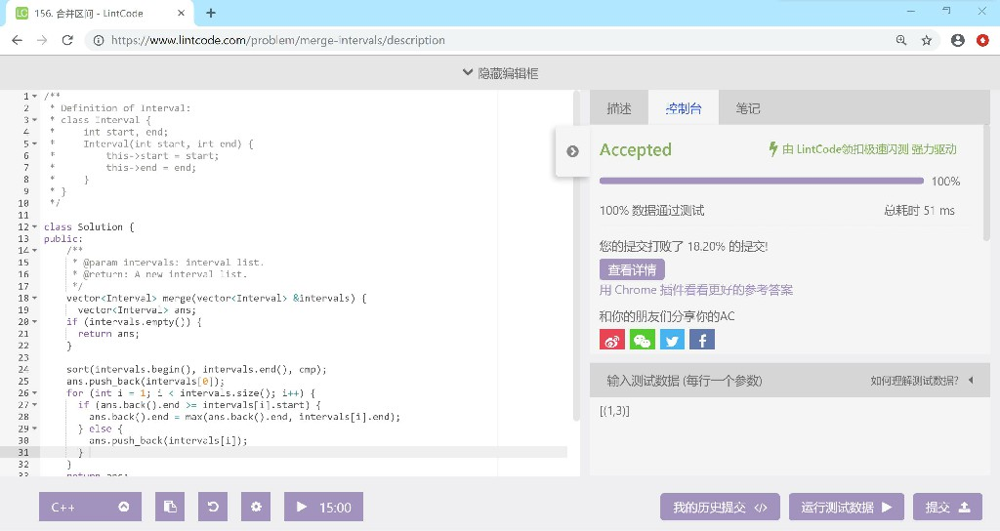 156. 合并区间 - LintCode
https://www.lintcode.com/problem/merge-intervals/description
隐藏编辑框
1 /**
2 * Definition of Interval:
3 * class Interval {
4 *     int start, end;
5 *     Interval(int start, int end) {
6 *         this->start = start;
7 *         this->end = end;
8 *     }
9 * }
10 */
11
12 class Solution {
13 public:
14 /**
15 * @param intervals: interval list.
16 * @return: A new interval list.
17 */
18 vector<Interval> merge(vector<Interval> &intervals) {
19 vector<Interval> ans;
20 if (intervals.empty()) {
21 return ans;
22 }
23
24 sort(intervals.begin(), intervals.end(), cmp);
25 ans.push_back(intervals[0]);
26 for (int i = 1; i < intervals.size(); i++) {
27 if (ans.back().end >= intervals[i].start) {
28 ans.back().end = max(ans.back().end, intervals[i].end);
29 } else {
30 ans.push_back(intervals[i]);
31 }
32 }
33 return ans;
描述 控制台 笔记
Accepted
由 LintCode领扣极速闪测 强力驱动
100%
100% 数据通过测试
总耗时 51 ms
您的提交打败了 18.20% 的提交!
查看详情
用 Chrome 插件看看更好的参考答案
和你的朋友们分享你的AC
输入测试数据 (每行一个参数)
如何理解测试数据?
[(1,3)]
C++
15:00
我的历史提交
运行测试数据
提交